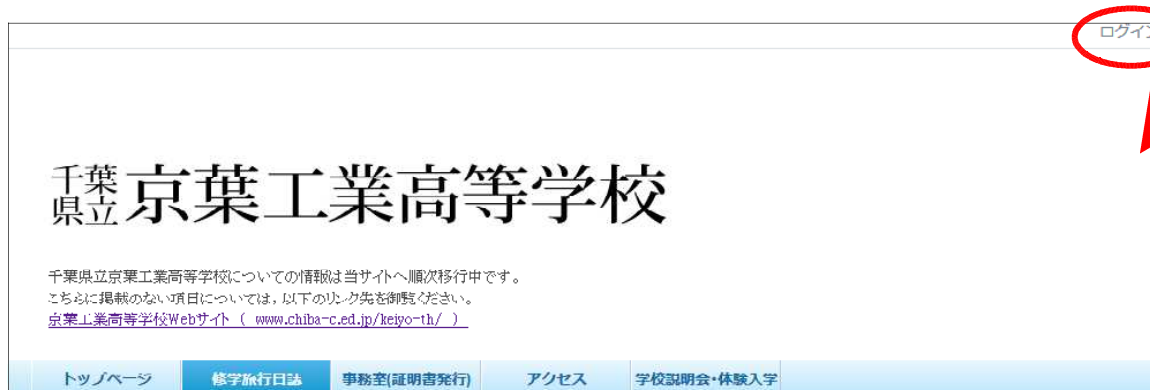 ログイン
千葉県立 京葉工業高等学校
千葉県立京葉工業高等学校についての情報は当サイトへ順次移行中です。
こちらに掲載のない項目については，以下のリンク先を御覧ください。
京葉工業高等学校Webサイト ( www.chiba-c.ed.jp/keiyo-th/ )
トップページ 修学旅行日誌 事務室(証明書発行) アクセス 学校説明会・体験入学